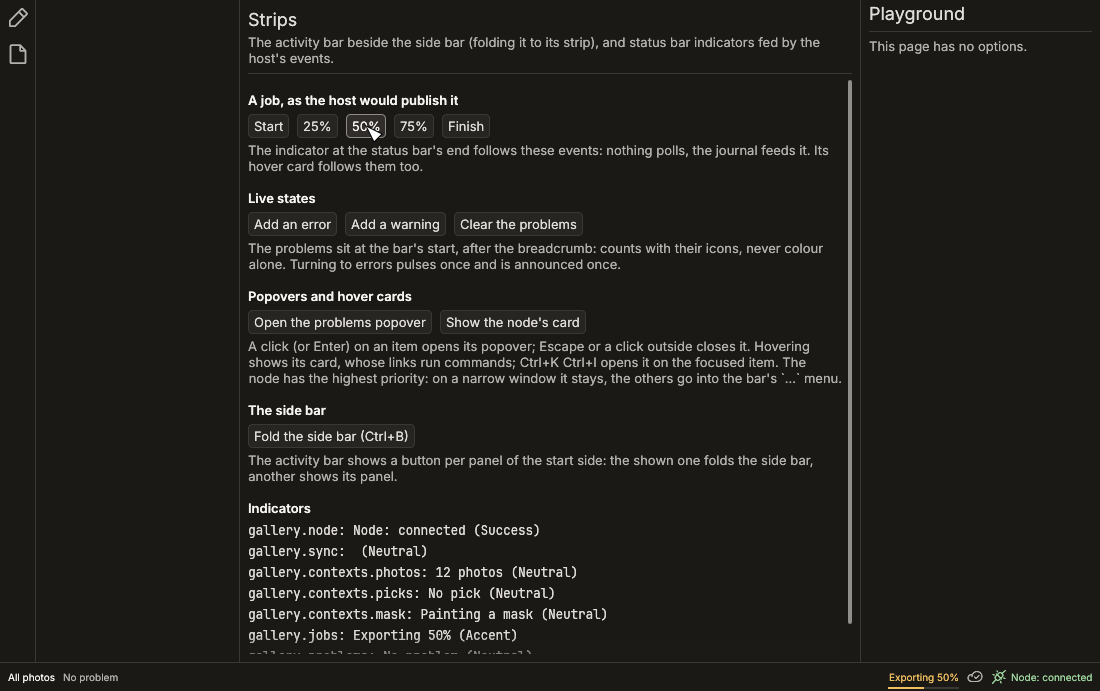 Strips
The activity bar beside the side bar (folding it to its strip), and status bar indicators fed by the
host's events.
A job, as the host would publish it
Start 25% 50% 75% Finish
The indicator at the status bar's end follows these events: nothing polls, the journal feeds it. Its
hover card follows them too.
Live states
Add an error Add a warning Clear the problems
The problems sit at the bar's start, after the breadcrumb: counts with their icons, never colour
alone. Turning to errors pulses once and is announced once.
Popovers and hover cards
Open the problems popover Show the node's card
A click (or Enter) on an item opens its popover; Escape or a click outside closes it. Hovering
shows its card, whose links run commands; Ctrl+K Ctrl+I opens it on the focused item. The
node has the highest priority: on a narrow window it stays, the others go into the bar's `…` menu.
The side bar
Fold the side bar (Ctrl+B)
The activity bar shows a button per panel of the start side: the shown one folds the side bar,
another shows its panel.
Indicators
gallery.node: Node: connected (Success)
gallery.sync:  (Neutral)
gallery.contexts.photos: 12 photos (Neutral)
gallery.contexts.picks: No pick (Neutral)
gallery.contexts.mask: Painting a mask (Neutral)
gallery.jobs: Exporting 50% (Accent)
gallery.problems: No problem (Neutral)
Playground
This page has no options.
All photos No problem
Exporting 50% Node: connected